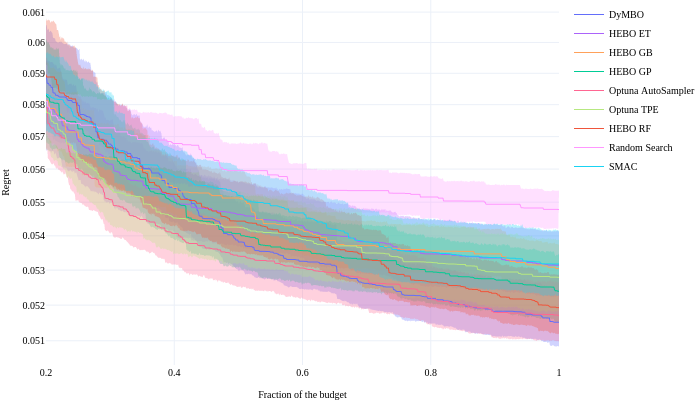 0.061
0.06
0.059
0.058
0.057
0.056
0.055
0.054
0.053
0.052
0.051
Regret
0.2
0.4
0.6
0.8
1
Fraction of the budget
DyMBO
HEBO ET
HEBO GB
HEBO GP
Optuna AutoSampler
Optuna TPE
HEBO RF
Random Search
SMAC